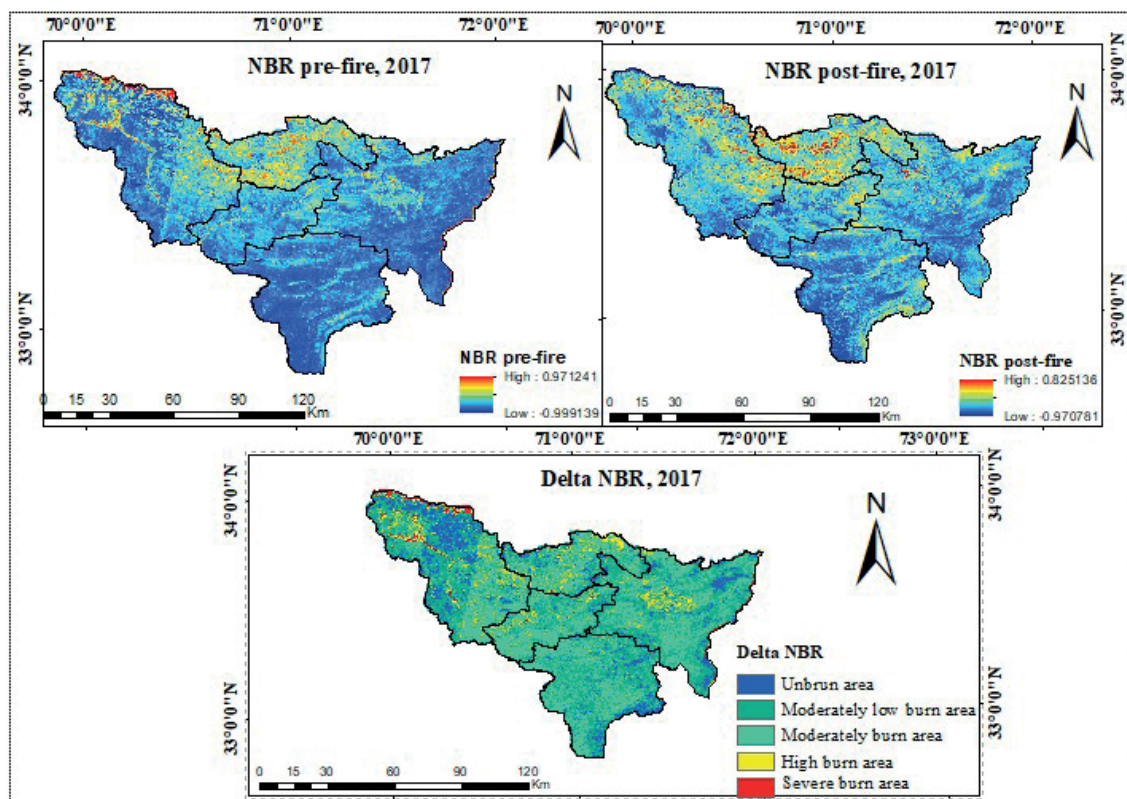 70°0'0"E 71°0'0"E 72°0'0"E
NBR pre-fire, 2017
N
34°0'0"N
33°0'0"N
NBR pre-fire
High : 0.971241
Low : -0.999139
0 15 30 60 90 120
Km
70°0'0"E 71°0'0"E 72°0'0"E
NBR post-fire, 2017
N
34°0'0"N
33°0'0"N
NBR post-fire
High : 0.825136
Low : -0.970781
0 15 30 60 90 120
Km
70°0'0"E 71°0'0"E 72°0'0"E 73°0'0"E
Delta NBR, 2017
N
34°0'0"N
34°0'0"N
33°0'0"N
33°0'0"N
Delta NBR
Unbrun area
Moderately low burn area
Moderately burn area
High burn area
Severe burn area
0 15 30 60 90 120
Km